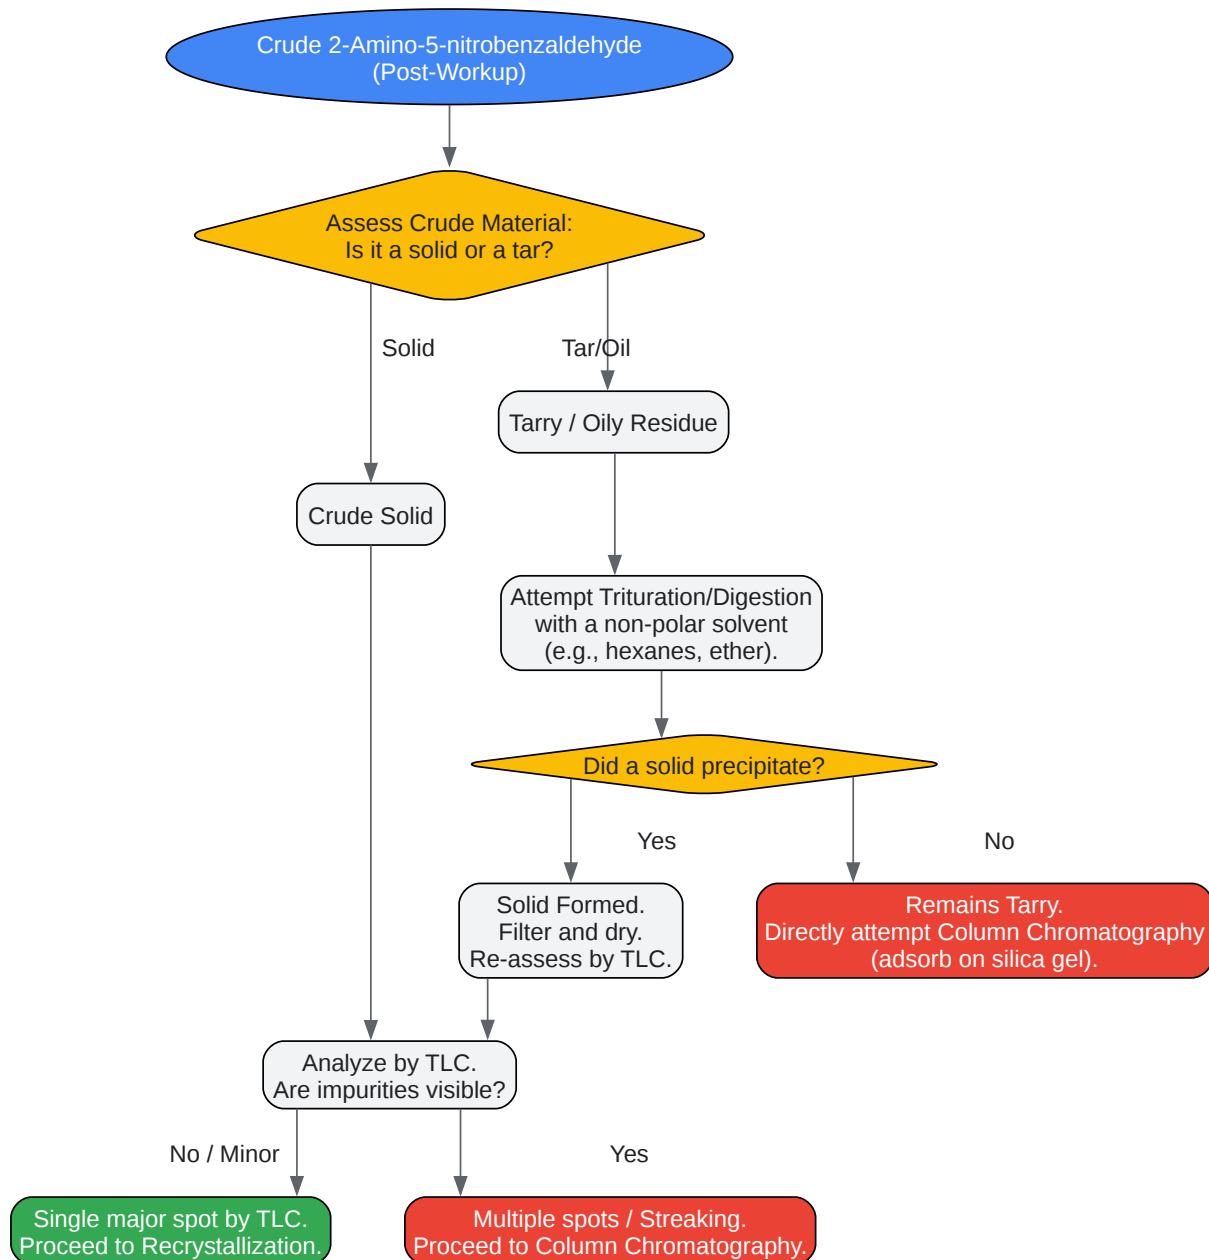 Crude 2-Amino-5-nitrobenzaldehyde
(Post-Workup)
Assess Crude Material:
Is it a solid or a tar?
Solid
Tar/Oil
Tarry / Oily Residue
Crude Solid
Attempt Trituration/Digestion
with a non-polar solvent
(e.g., hexanes, ether).
Did a solid precipitate?
Yes
No
Solid Formed.
Filter and dry.
Re-assess by TLC.
Remains Tarry.
Directly attempt Column Chromatography
(adsorb on silica gel).
Analyze by TLC.
Are impurities visible?
No / Minor
Yes
Single major spot by TLC.
Proceed to Recrystallization.
Multiple spots / Streaking.
Proceed to Column Chromatography.